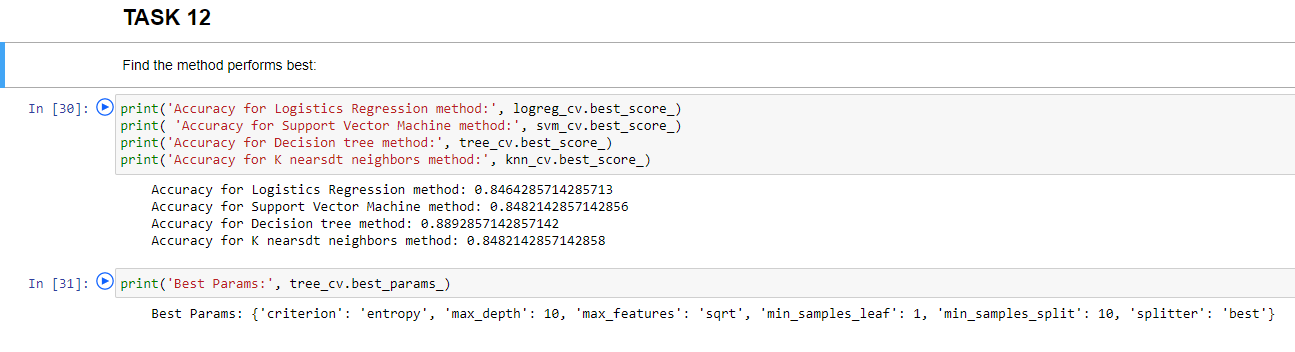 TASK 12
Find the method performs best:
In [30]: print('Accuracy for Logistics Regression method:', logreg_cv.best_score_)
print( 'Accuracy for Support Vector Machine method:', svm_cv.best_score_)
print('Accuracy for Decision tree method:', tree_cv.best_score_)
print('Accuracy for K nearsdt neighbors method:', knn_cv.best_score_)
Accuracy for Logistics Regression method: 0.8464285714285713
Accuracy for Support Vector Machine method: 0.8482142857142856
Accuracy for Decision tree method: 0.8892857142857142
Accuracy for K nearsdt neighbors method: 0.8482142857142858
In [31]: print('Best Params:', tree_cv.best_params_)
Best Params: {'criterion': 'entropy', 'max_depth': 10, 'max_features': 'sqrt', 'min_samples_leaf': 1, 'min_samples_split': 10, 'splitter': 'best'}